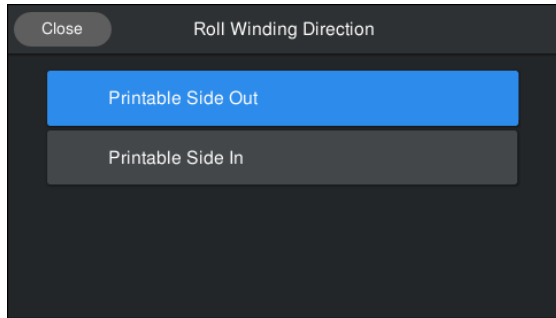 Close
Roll Winding Direction
Printable Side Out
Printable Side In